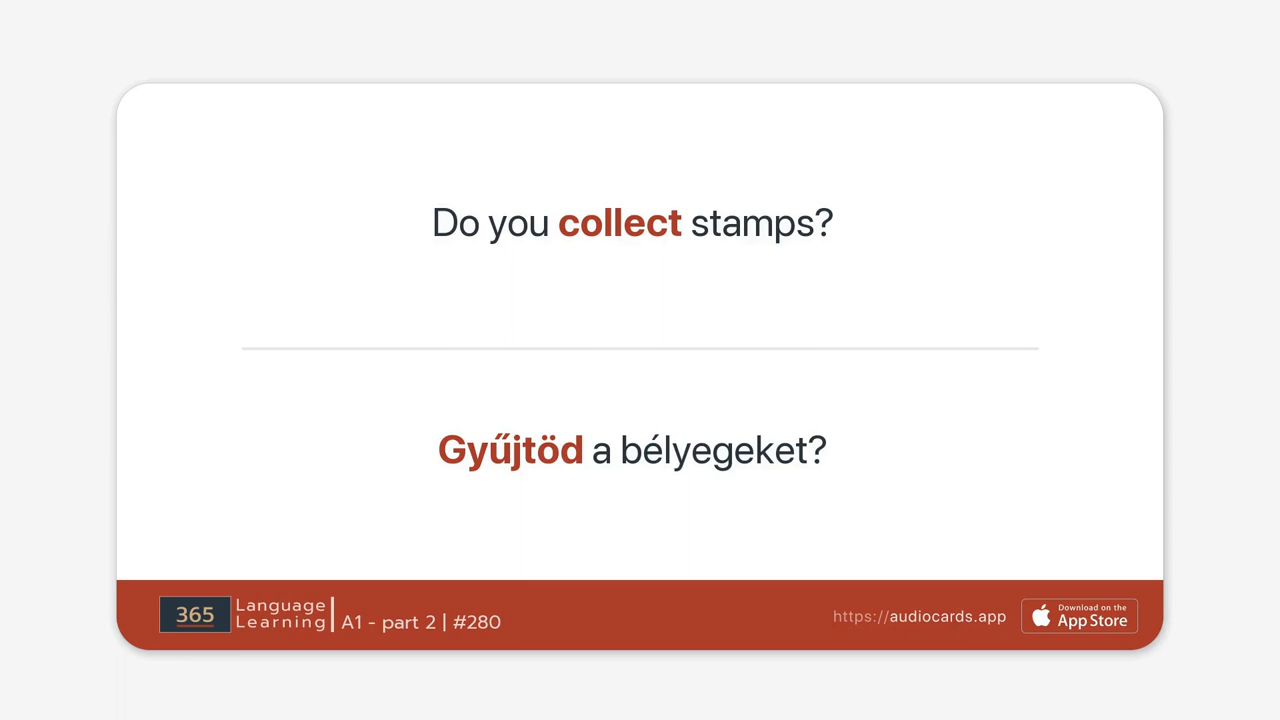 Do you collect stamps?
Gyűjtöd a bélyegeket?
365
Language
Learning
A1 - part 2 | #280
https://audiocards.app
Download on the
App Store